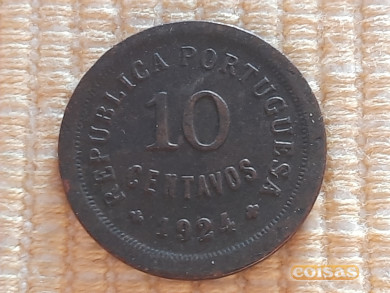 REPUBLICA PORTUGUESA
10
CENTAVOS
* 1924 *
coisas